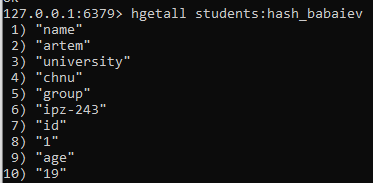 127.0.0.1:6379> hgetall students:hash_babaiev
1) "name"
2) "artem"
3) "university"
4) "chnu"
5) "group"
6) "ipz-243"
7) "id"
8) "1"
9) "age"
10) "19"